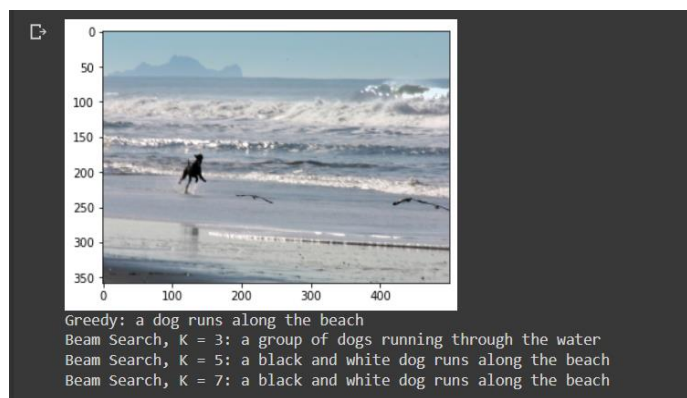 0
50
100
150
200
250
300
350
0 100 200 300 400
Greedy: a dog runs along the beach
Beam Search, K = 3: a group of dogs running through the water
Beam Search, K = 5: a black and white dog runs along the beach
Beam Search, K = 7: a black and white dog runs along the beach